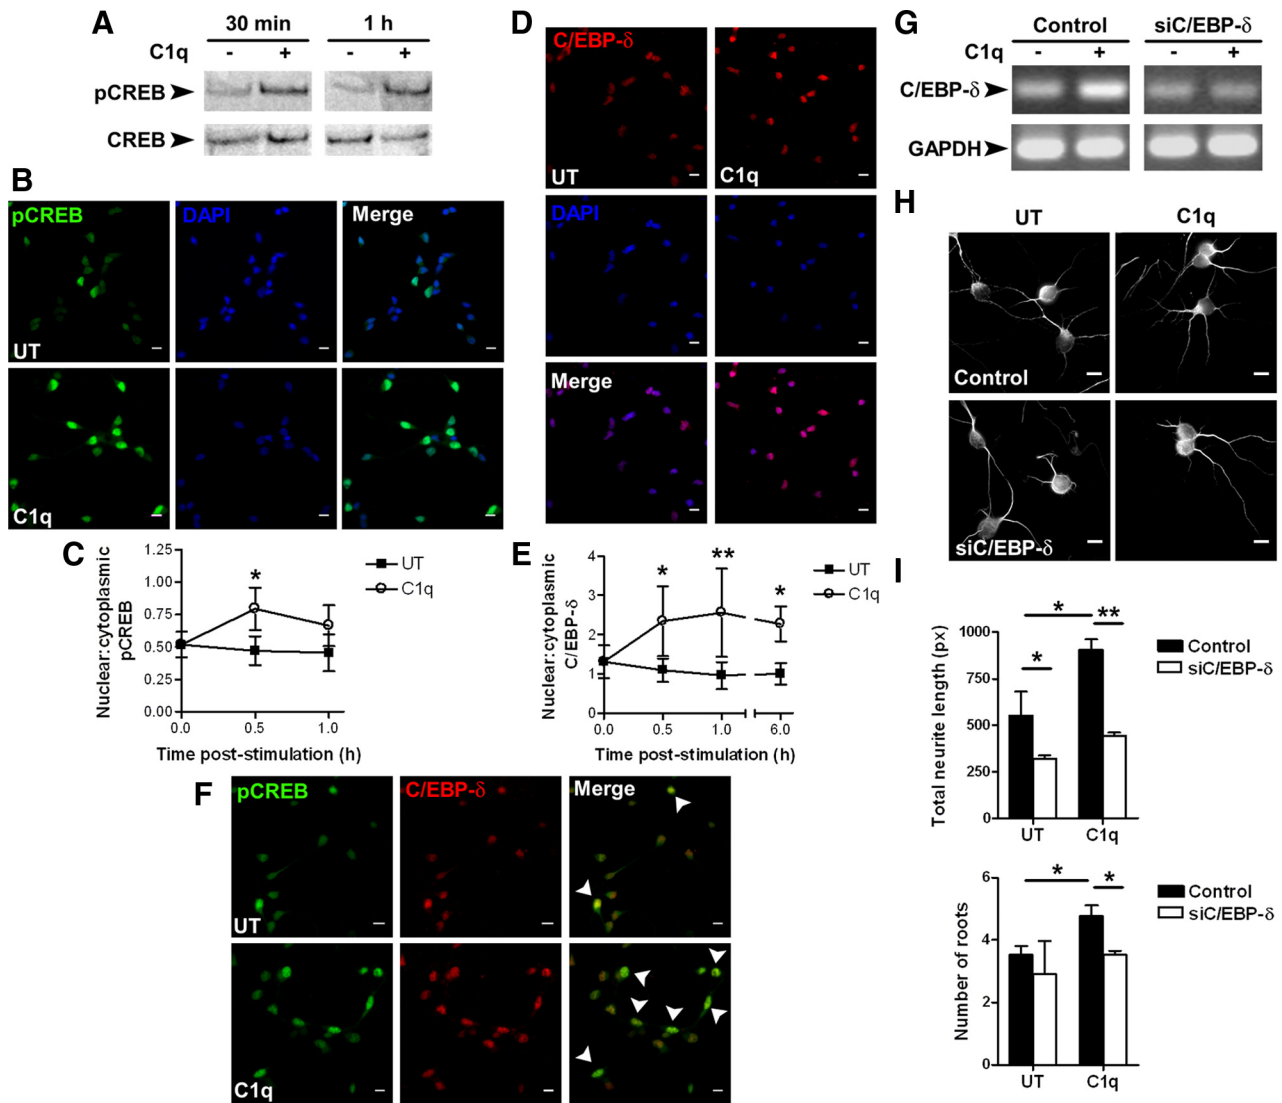 A
30 min 1 h
C1q - + - +
pCREB
CREB
B
pCREB DAPI Merge
UT
C1q
C
Nuclear:cytoplasmic
pCREB
1.25
1.00
0.75
0.50
0.25
0.00
*
0.0 0.5 1.0
Time post-stimulation (h)
UT
C1q
D
C/EBP-δ
UT C1q
DAPI
Merge
E
Nuclear:cytoplasmic
C/EBP-δ
4
3
2
1
0
* ** *
0.0 0.5 1.0 6.0
Time post-stimulation (h)
UT
C1q
F
pCREB C/EBP-δ Merge
UT
C1q
G
Control siC/EBP-δ
C1q - + - +
C/EBP-δ
GAPDH
H
UT C1q
Control
siC/EBP-δ
I
Total neurite length (px)
1000
750
500
250
0
* * **
UT C1q
Control
siC/EBP-δ
Number of roots
6
4
2
0
* *
UT C1q
Control
siC/EBP-δ